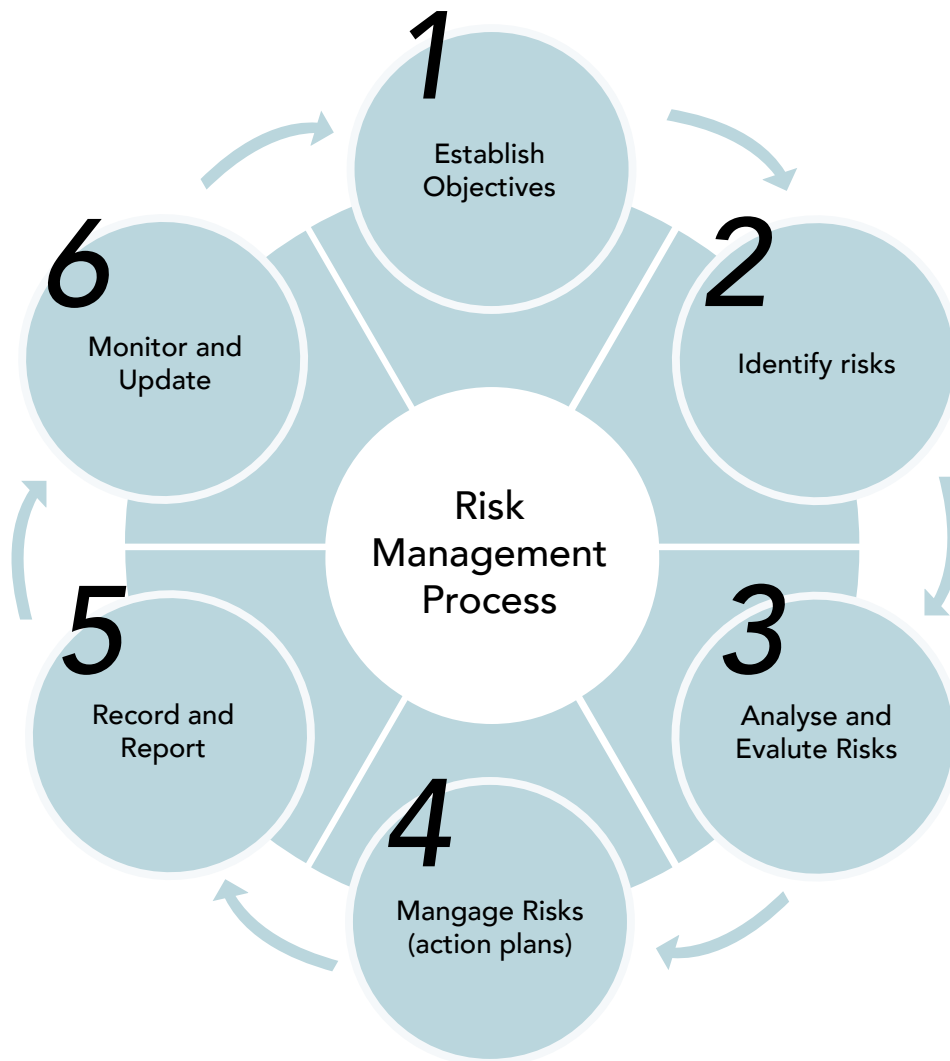 1
Establish
Objectives
2
Identify risks
3
Analyse and
Evalute Risks
4
Mangage Risks
(action plans)
5
Record and
Report
6
Monitor and
Update
Risk
Management
Process